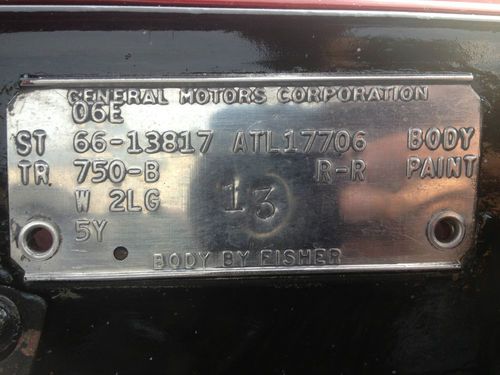 GENERAL MOTORS CORPORATION
06E
ST 66-13817 ATL17706 BODY
TR 750-B R-R PAINT
W 2LG 13
5Y
BODY BY FISHER